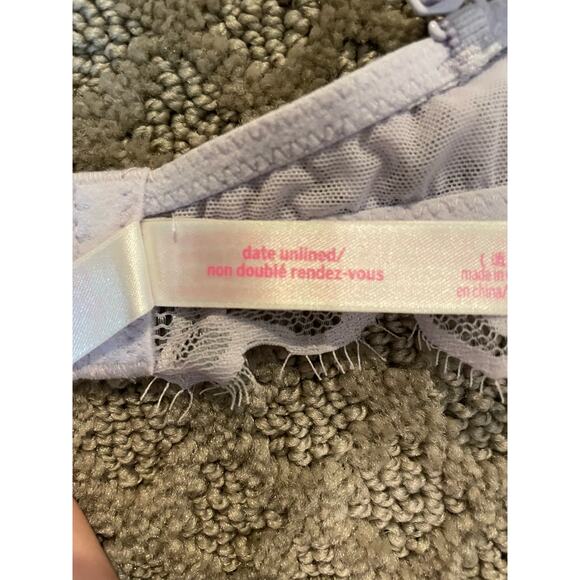 date unlined/
non doublé rendez-vous
made in
en china/